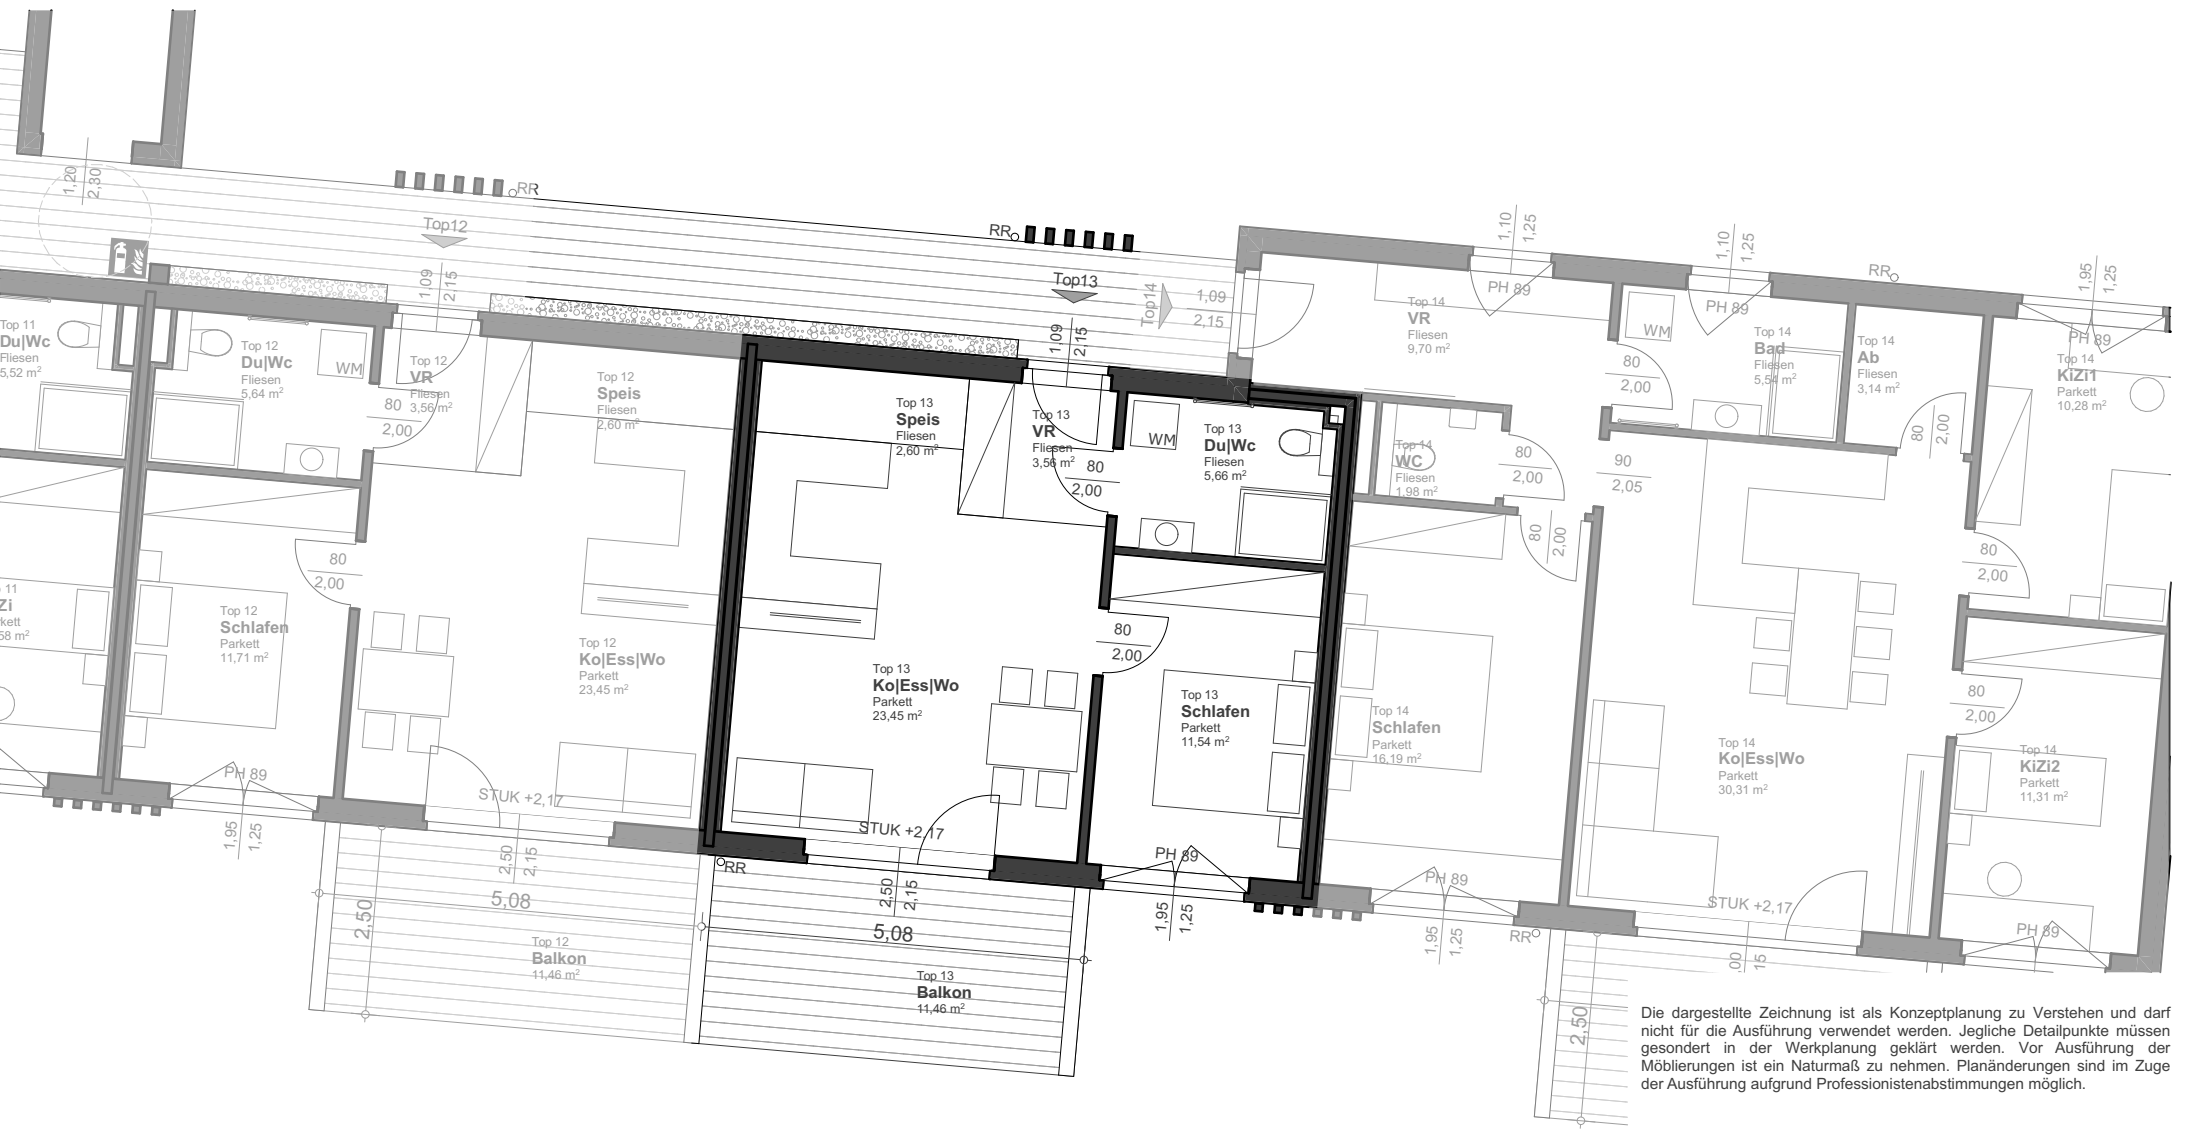 1,20
2,30
RR
Top12
1,09
2,15
RR
Top13
1,09
2,15
Top14
1,09
2,15
1,10
1,25
PH 89
1,10
1,25
PH 89
RR
1,95
1,25
PH 89
Top 11
Du|Wc
Fliesen
5,52 m²
Top 12
Du|Wc
Fliesen
5,64 m²
WM
Top 12
VR
Fliesen
3,56 m²
80
2,00
Top 12
Speis
Fliesen
2,60 m²
Top 13
Speis
Fliesen
2,60 m²
Top 13
VR
Fliesen
3,56 m²
80
2,00
WM
Top 13
Du|Wc
Fliesen
5,66 m²
Top 14
VR
Fliesen
9,70 m²
WM
80
2,00
Top 14
Bad
Fliesen
5,54 m²
Top 14
Ab
Fliesen
3,14 m²
80
2,00
Top 14
KiZi1
Parkett
10,28 m²
Top 14
WC
Fliesen
1,98 m²
80
2,00
90
2,05
80
2,00
80
2,00
80
2,00
11
Zi
kett
58 m²
Top 12
Schlafen
Parkett
11,71 m²
80
2,00
Top 12
Ko|Ess|Wo
Parkett
23,45 m²
Top 13
Ko|Ess|Wo
Parkett
23,45 m²
80
2,00
Top 13
Schlafen
Parkett
11,54 m²
Top 14
Schlafen
Parkett
16,19 m²
Top 14
Ko|Ess|Wo
Parkett
30,31 m²
Top 14
KiZi2
Parkett
11,31 m²
PH 89
1,95
1,25
STUK +2,17
2,50
2,15
5,08
2,50
Top 12
Balkon
11,46 m²
RR
STUK +2,17
2,50
2,15
5,08
Top 13
Balkon
11,46 m²
PH 89
1,95
1,25
PH 89
1,95
1,25
RR
STUK +2,17
00
15
PH 89
2,50
Die dargestellte Zeichnung ist als Konzeptplanung zu Verstehen und darf
nicht für die Ausführung verwendet werden. Jegliche Detailpunkte müssen
gesondert in der Werkplanung geklärt werden. Vor Ausführung der
Möblierungen ist ein Naturmaß zu nehmen. Planänderungen sind im Zuge
der Ausführung aufgrund Professionistenabstimmungen möglich.